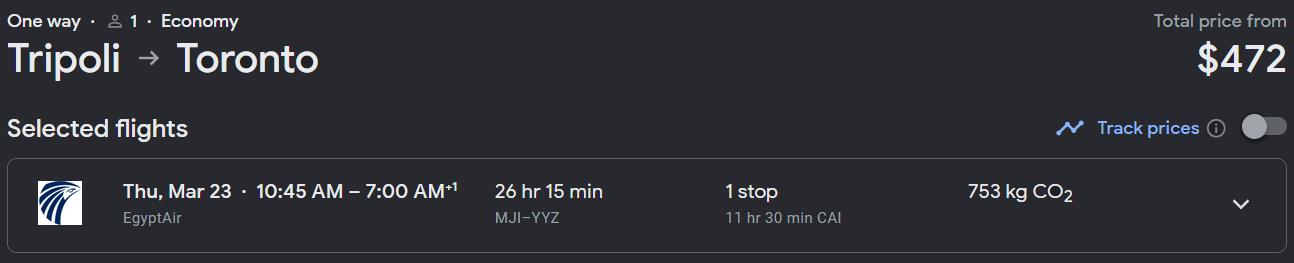 One way · 1 · Economy
Total price from
Tripoli → Toronto
$472
Selected flights
Track prices
Thu, Mar 23 · 10:45 AM – 7:00 AM+1
26 hr 15 min
1 stop
753 kg CO2
EgyptAir
MJI–YYZ
11 hr 30 min CAI